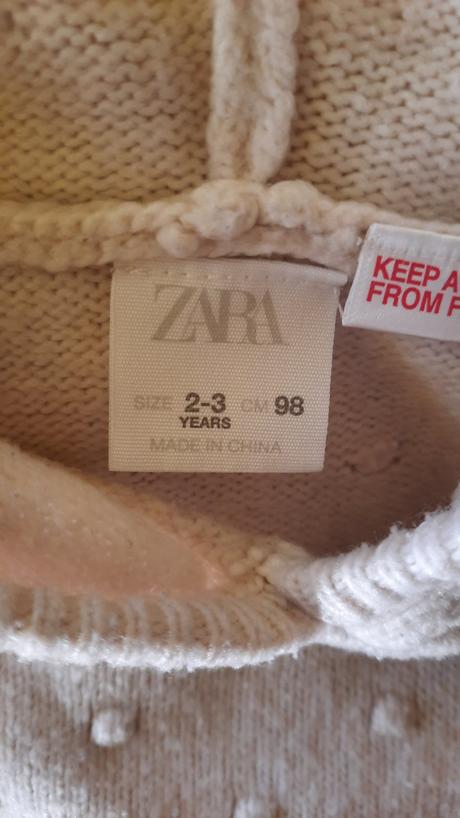 ZARA
SIZE 2-3 CM 98
YEARS
MADE IN CHINA
KEEP A
FROM F